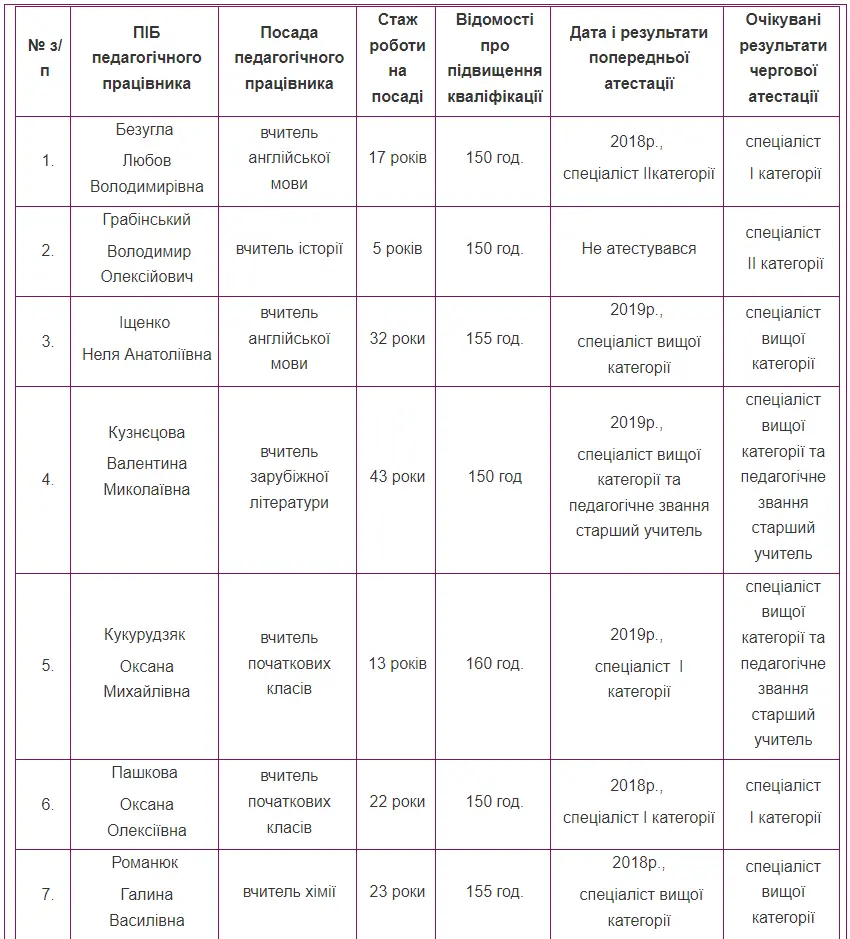 № з/
п
ПІБ
педагогічного
працівника
Посада
педагогічного
працівника
Стаж
роботи
на
посаді
Відомості
про
підвищення
кваліфікації
Дата і результати
попередньої
атестації
Очікувані
результати
чергової
атестації
1.
Безугла
Любов
Володимирівна
вчитель
англійської
мови
17 років
150 год.
2018р.,
спеціаліст ІІкатегорії
спеціаліст
І категорії
2.
Грабінський
Володимир
Олексійович
вчитель історії
5 років
150 год.
Не атестувався
спеціаліст
ІІ категорії
3.
Іщенко
Неля Анатоліївна
вчитель
англійської
мови
32 роки
155 год.
2019р.,
спеціаліст вищої
категорії
спеціаліст
вищої
категорії
4.
Кузнєцова
Валентина
Миколаївна
вчитель
зарубіжної
літератури
43 роки
150 год
2019р.,
спеціаліст вищої
категорії та
педагогічне звання
старший учитель
спеціаліст
вищої
категорії та
педагогічне
звання
старший
учитель
5.
Кукурудзяк
Оксана
Михайлівна
вчитель
початкових
класів
13 років
160 год.
2019р.,
спеціаліст І
категорії
спеціаліст
вищої
категорії та
педагогічне
звання
старший
учитель
6.
Пашкова
Оксана
Олексіївна
вчитель
початкових
класів
22 роки
150 год.
2018р.,
спеціаліст І категорії
спеціаліст
І категорії
7.
Романюк
Галина
Василівна
вчитель хімії
23 роки
155 год.
2018р.,
спеціаліст вищої
категорії
спеціаліст
вищої
категорії